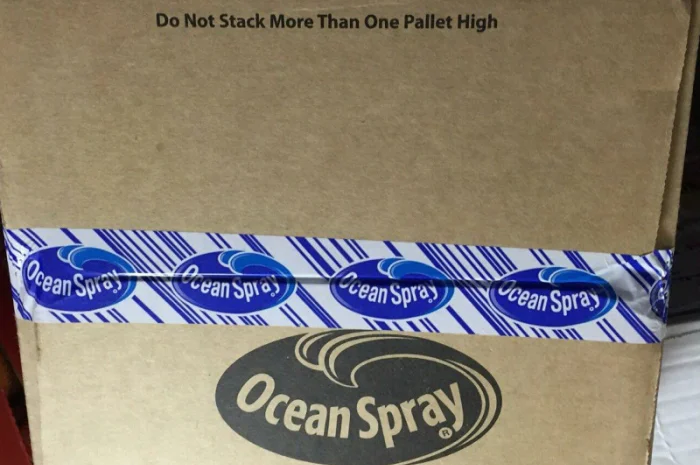 Do Not Stack More Than One Pallet High
Ocean Spray Ocean Spray Ocean Spray Ocean Spray
Ocean Spray®